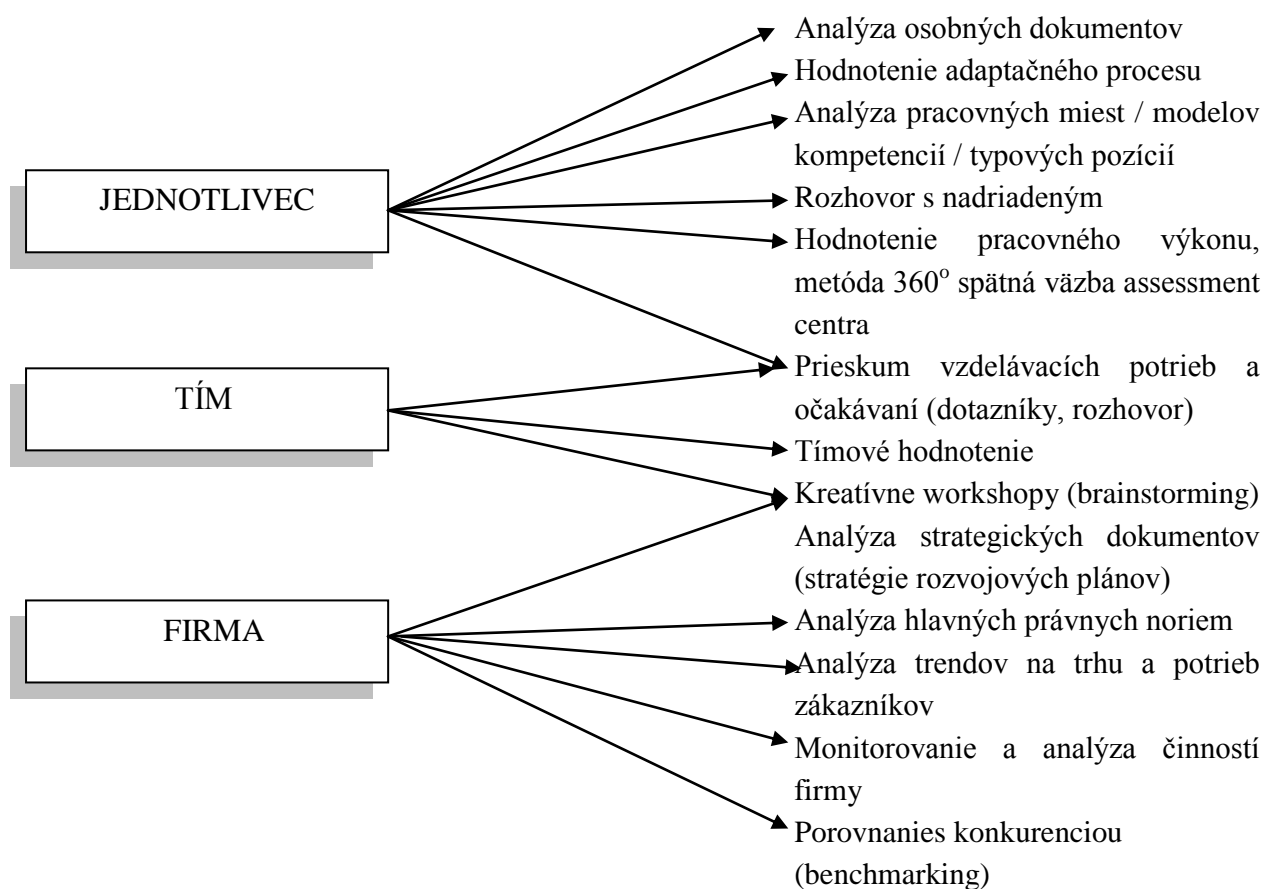 Analýza osobných dokumentov
Hodnotenie adaptačného procesu
Analýza pracovných miest / modelov
kompetencií / typových pozícií
JEDNOTLIVEC
Rozhovor s nadriadeným
Hodnotenie pracovného výkonu,
metóda 360° spätná väzba assessment
centra
TÍM
Prieskum vzdelávacích potrieb a
očakávaní (dotazníky, rozhovor)
Tímové hodnotenie
Kreatívne workshopy (brainstorming)
Analýza strategických dokumentov
(stratégie rozvojových plánov)
FIRMA
Analýza hlavných právnych noriem
Analýza trendov na trhu a potrieb
zákazníkov
Monitorovanie a analýza činností
firmy
Porovnanies konkurenciou
(benchmarking)